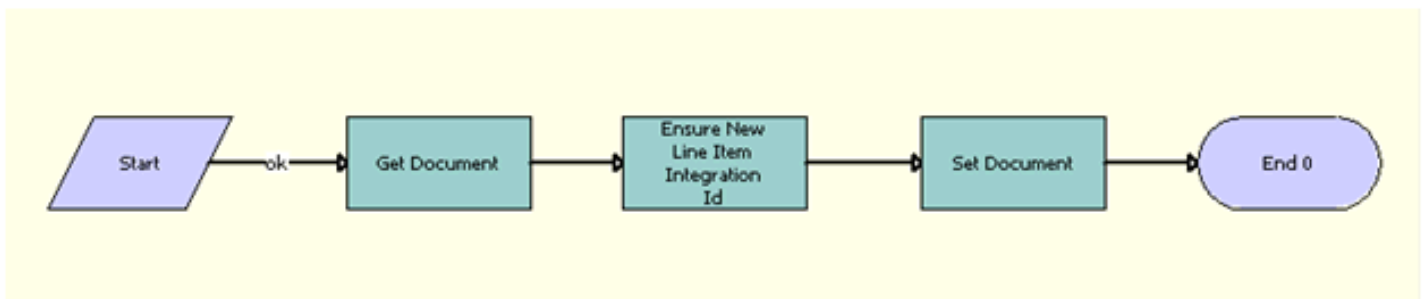 Start
ok
Get Document
Ensure New
Line Item
Integration
Id
Set Document
End 0